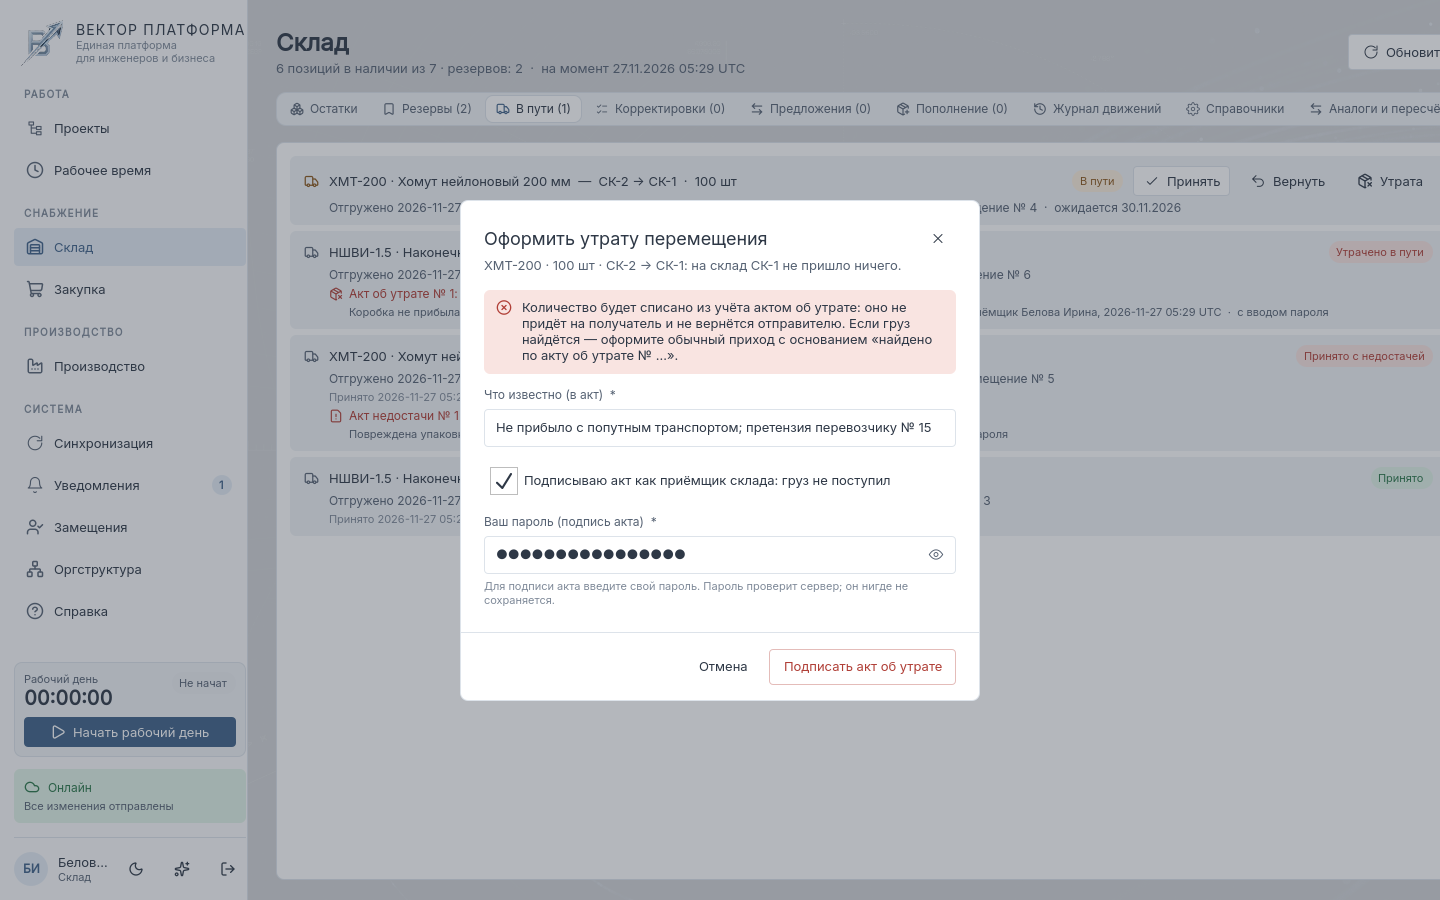 ВЕКТОР ПЛАТФОРМА
Единая платформа
для инженеров и бизнеса
РАБОТА
Проекты
Рабочее время
СНАБЖЕНИЕ
Склад
Закупка
ПРОИЗВОДСТВО
Производство
СИСТЕМА
Синхронизация
Уведомления 1
Замещения
Оргструктура
Справка
Рабочий день
Не начат
00:00:00
Начать рабочий день
Онлайн
Все изменения отправлены
БИ
Белов...
Склад
Склад
6 позиций в наличии из 7 · резервов: 2 · на момент 27.11.2026 05:29 UTC
Обновит
Остатки Резервы (2) В пути (1) Корректировки (0) Предложения (0) Пополнение (0) Журнал движений Справочники Аналоги и пересчё
ХМТ-200 · Хомут нейлоновый 200 мм — СК-2 → СК-1 · 100 шт
В пути Принять Вернуть Утрата
Отгружено 2026-11-27
ение № 4 · ожидается 30.11.2026
НШВИ-1.5 · Наконечн
Утрачено в пути
Отгружено 2026-11-27
ение № 6
Акт об утрате № 1:
Коробка не прибыла
ёмщик Белова Ирина, 2026-11-27 05:29 UTC · с вводом пароля
ХМТ-200 · Хомут ней
Принято с недостачей
Отгружено 2026-11-27
мещение № 5
Принято 2026-11-27 05:2
Акт недостачи № 1
Повреждена упаков
ароля
НШВИ-1.5 · Наконечн
Принято
Отгружено 2026-11-27
3
Принято 2026-11-27 05:2
Оформить утрату перемещения
ХМТ-200 · 100 шт · СК-2 → СК-1: на склад СК-1 не пришло ничего.
Количество будет списано из учёта актом об утрате: оно не
придёт на получатель и не вернётся отправителю. Если груз
найдётся — оформите обычный приход с основанием «найдено
по акту об утрате № ...».
Что известно (в акт) *
Не прибыло с попутным транспортом; претензия перевозчику № 15
Подписываю акт как приёмщик склада: груз не поступил
Ваш пароль (подпись акта) *
●●●●●●●●●●●●●●●●
Для подписи акта введите свой пароль. Пароль проверит сервер; он нигде не
сохраняется.
Отмена
Подписать акт об утрате